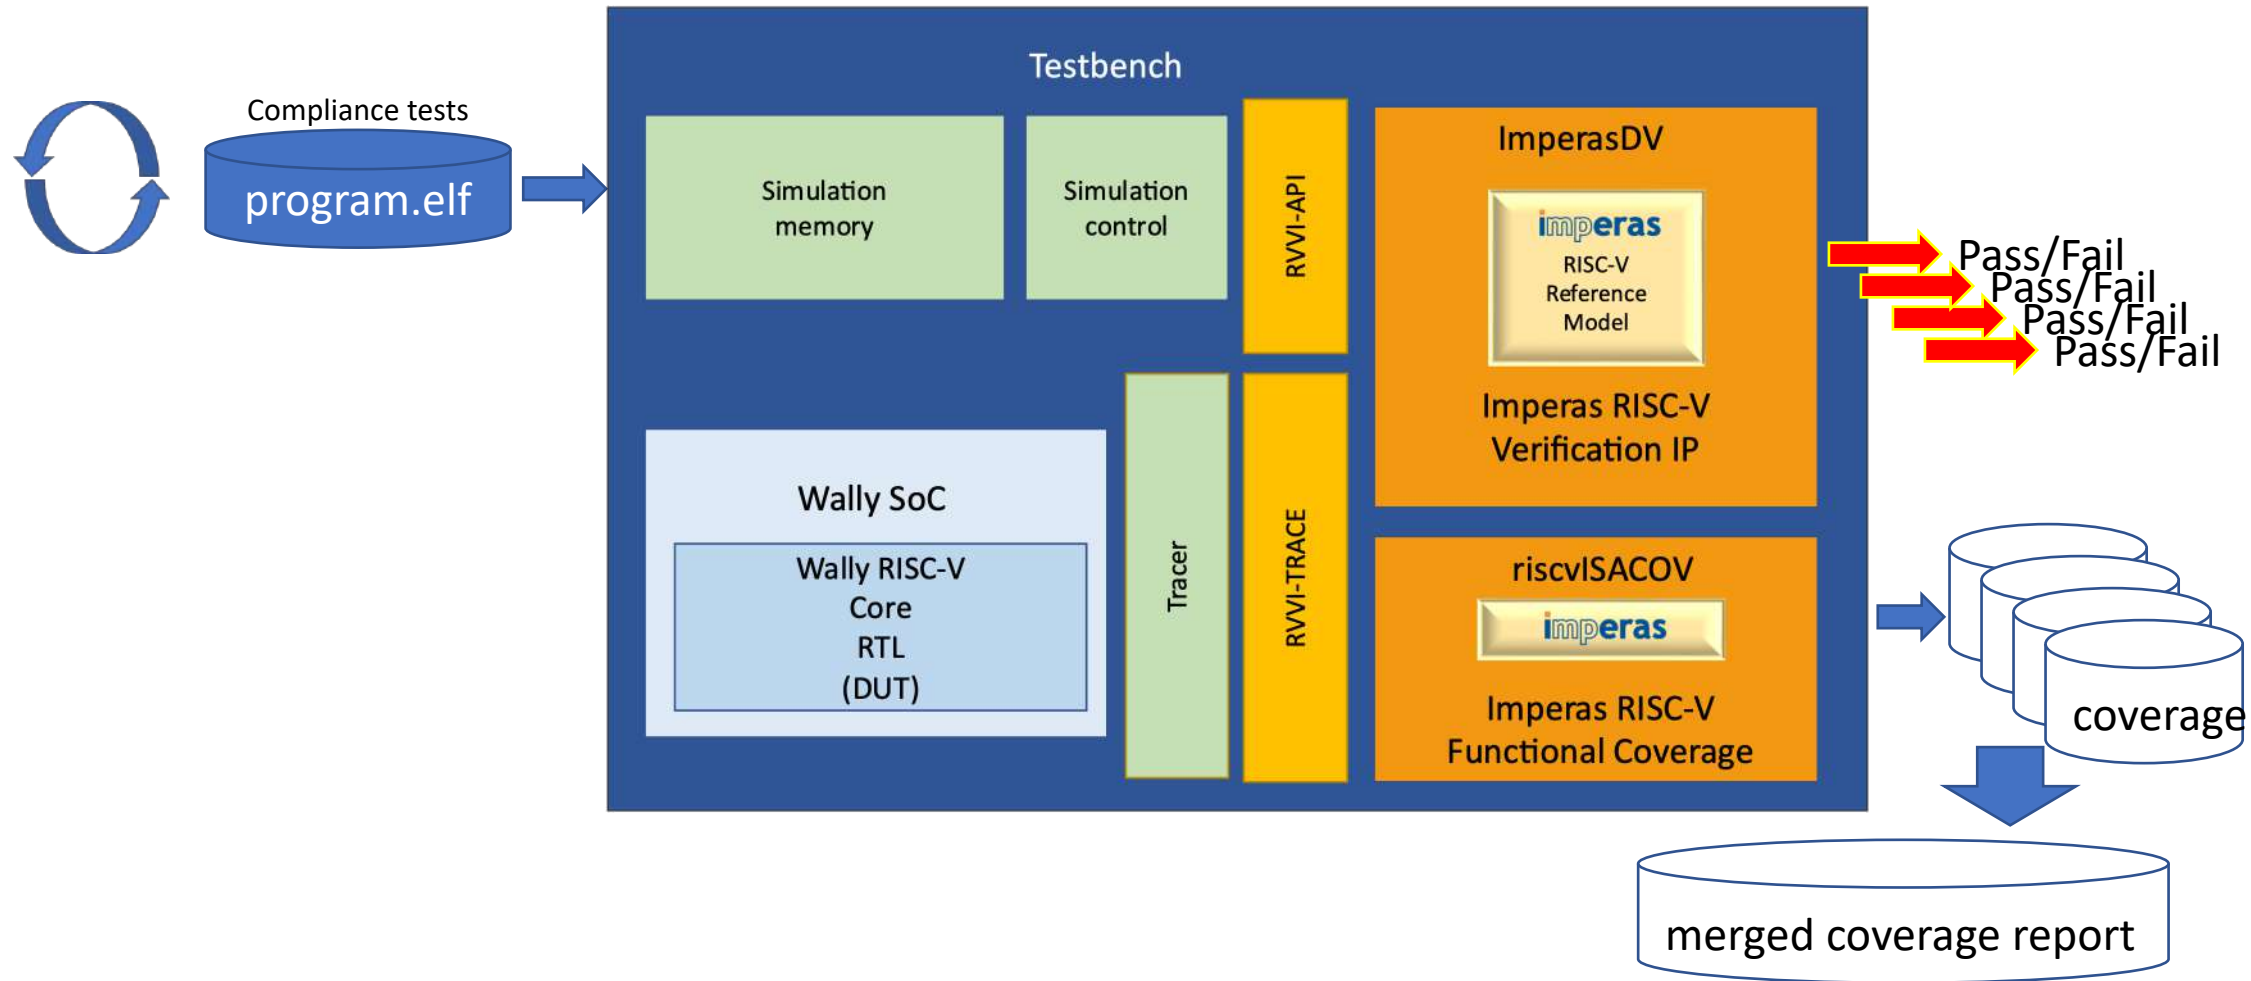 Compliance tests
program.elf
Testbench
Simulation
memory
Simulation
control
RVVI-API
ImperasDV
imperas
RISC-V
Reference
Model
Imperas RISC-V
Verification IP
Pass/Fail
Pass/Fail
Pass/Fail
Pass/Fail
Wally SoC
Wally RISC-V
Core
RTL
(DUT)
Tracer
RVVI-TRACE
riscvISACOV
imperas
Imperas RISC-V
Functional Coverage
coverage
merged coverage report